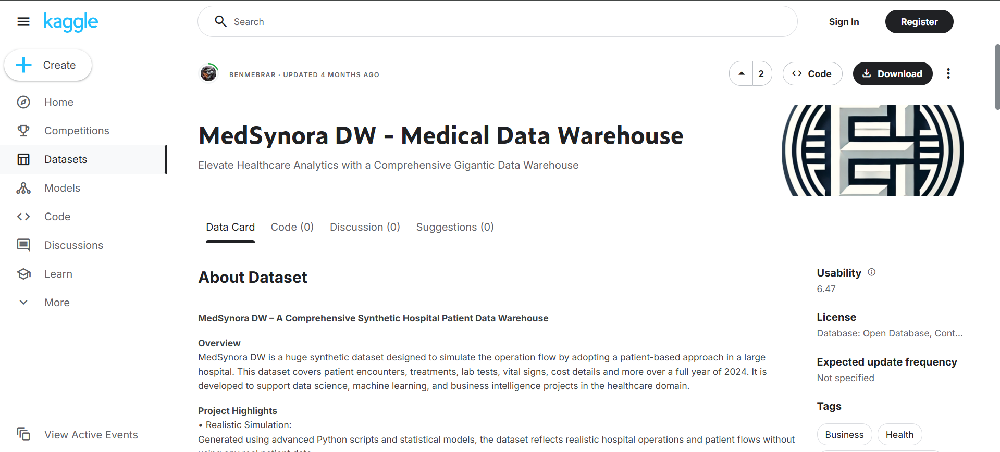 kaggle
Search
Sign In
Register
Create
Home
Competitions
Datasets
Models
Code
Discussions
Learn
More
View Active Events
BENMEBRAR · UPDATED 4 MONTHS AGO
2
Code
Download
MedSynora DW - Medical Data Warehouse
Elevate Healthcare Analytics with a Comprehensive Gigantic Data Warehouse
Data Card
Code (0)
Discussion (0)
Suggestions (0)
About Dataset
MedSynora DW – A Comprehensive Synthetic Hospital Patient Data Warehouse
Overview
MedSynora DW is a huge synthetic dataset designed to simulate the operation flow by adopting a patient-based approach in a large
hospital. This dataset covers patient encounters, treatments, lab tests, vital signs, cost details and more over a full year of 2024. It is
developed to support data science, machine learning, and business intelligence projects in the healthcare domain.
Project Highlights
• Realistic Simulation:
Generated using advanced Python scripts and statistical models, the dataset reflects realistic hospital operations and patient flows without
Usability
6.47
License
Database: Open Database, Cont...
Expected update frequency
Not specified
Tags
Business
Health